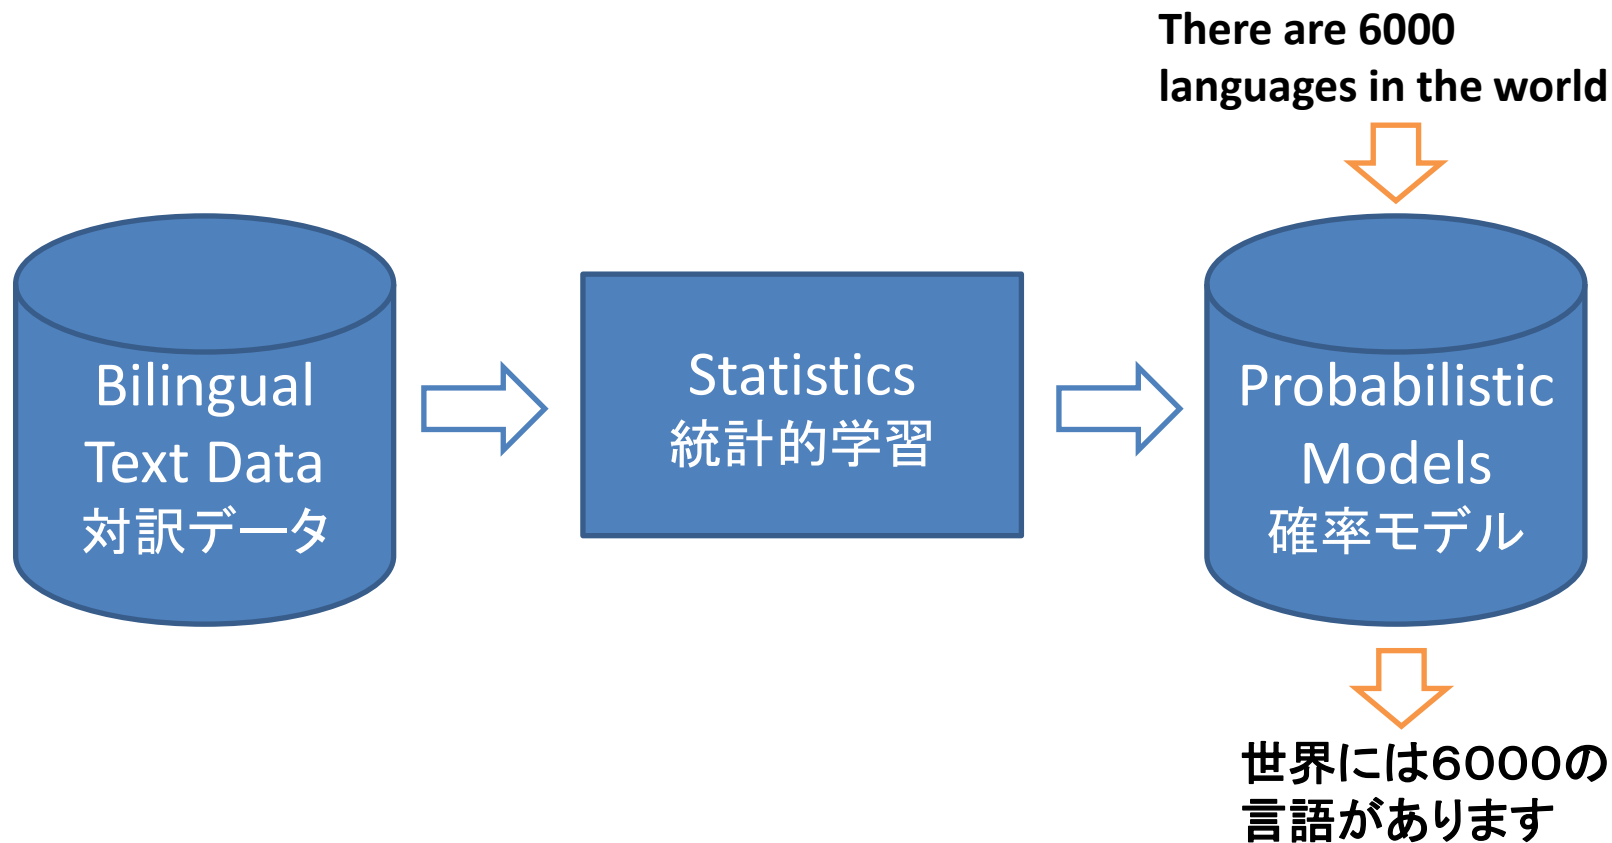 There are 6000
languages in the world
Bilingual
Text Data
対訳データ
Statistics
統計的学習
Probabilistic
Models
確率モデル
世界には6000の
言語があります